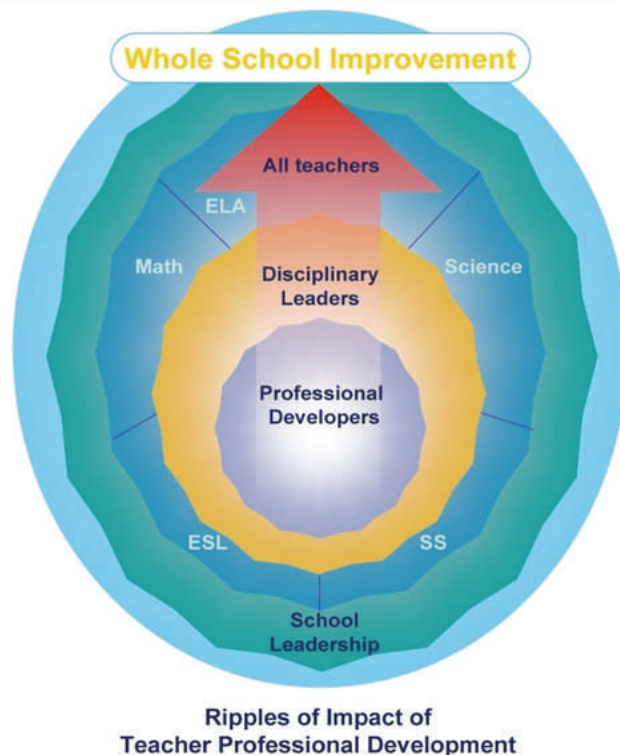 Whole School Improvement
All teachers
ELA
Math
Science
Disciplinary
Leaders
Professional
Developers
ESL
SS
School
Leadership
Ripples of Impact of
Teacher Professional Development